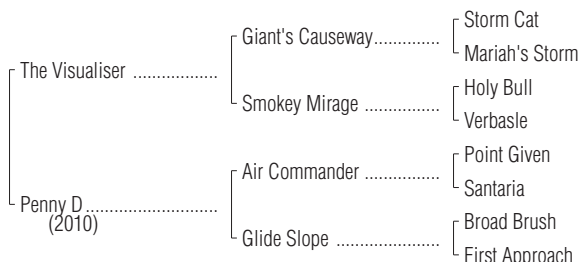 Storm Cat
Giant's Causeway..............
Mariah's Storm
The Visualiser ..................
Holy Bull
Smokey Mirage ................
Verbasle
Point Given
Air Commander ................
Santaria
Penny D...............................
(2010)
Broad Brush
Glide Slope ......................
First Approach